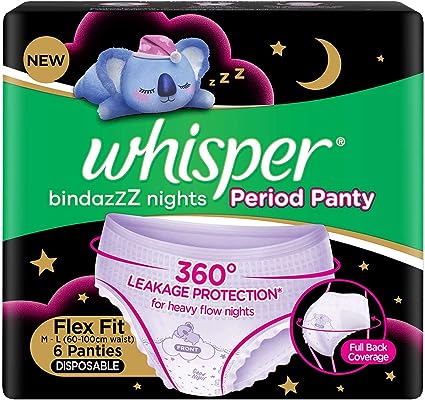 NEW
z z z
whisper®
bindazZZ nights Period Panty
360°
LEAKAGE PROTECTION*
for heavy flow nights
Flex Fit
M - L (60-100cm waist)
6 Panties
DISPOSABLE
FRONT
Full Back
Coverage